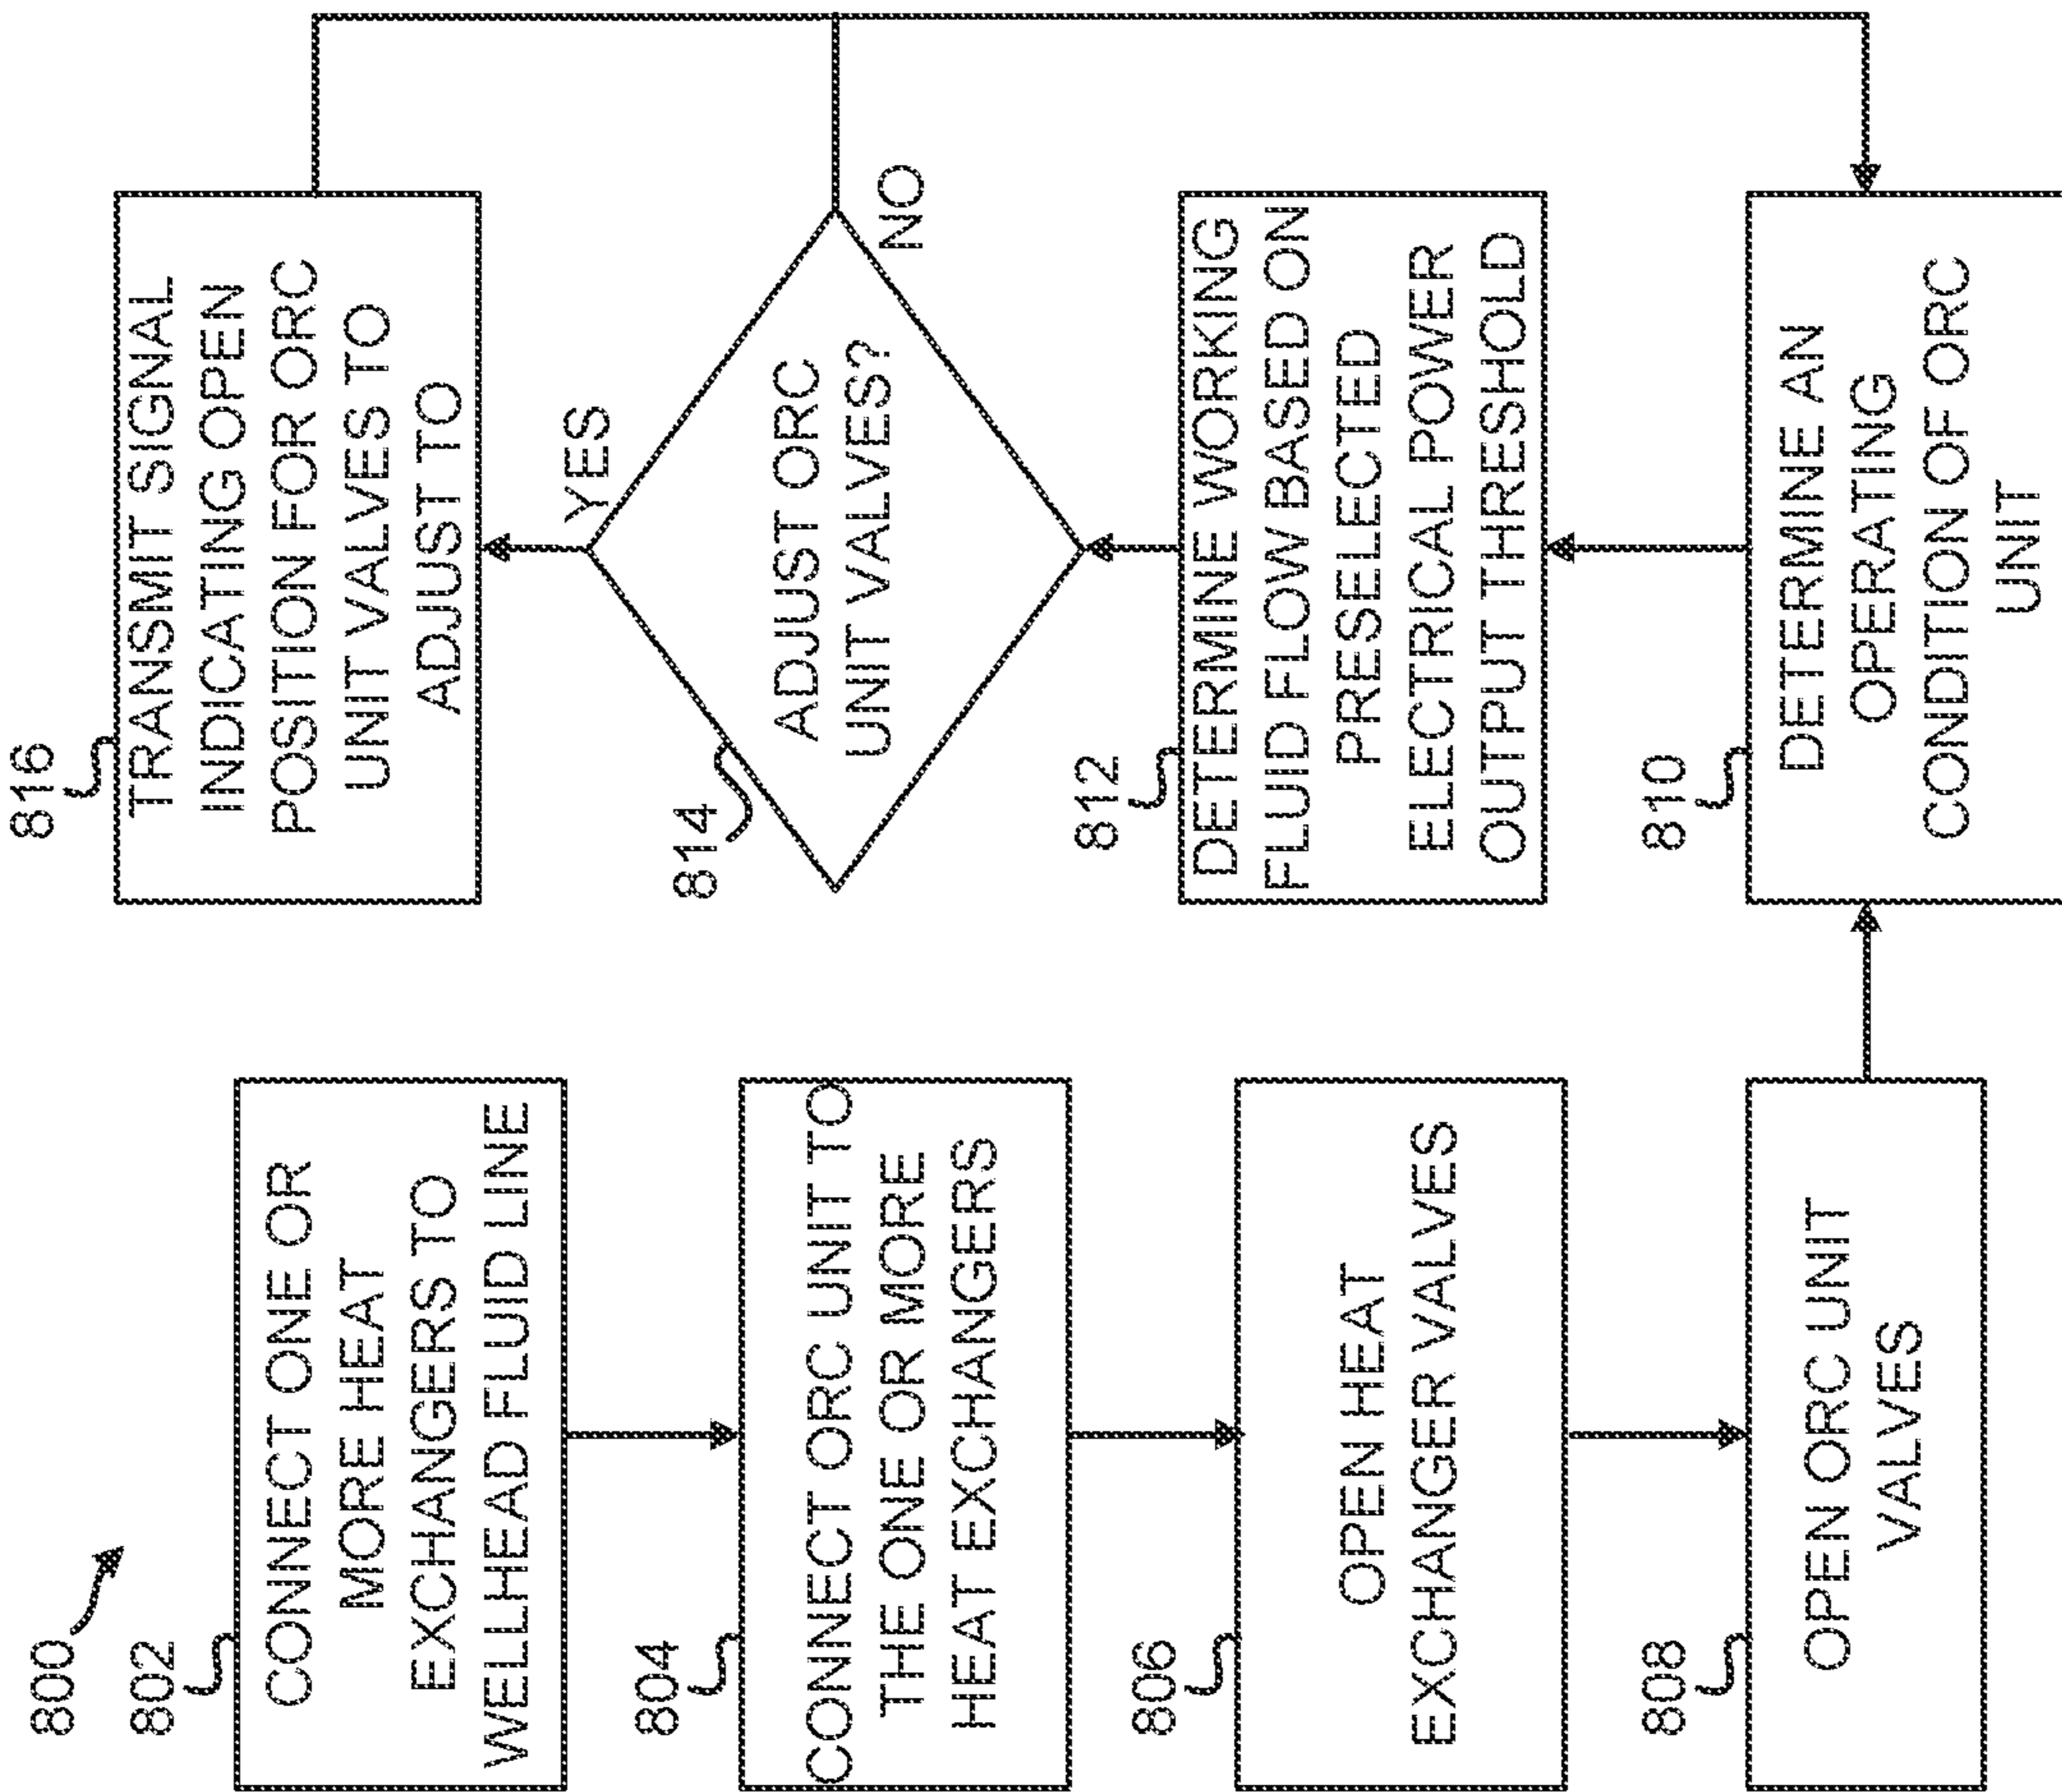 800
802
CONNECT ONE OR
MORE HEAT
EXCHANGERS TO
WELLHEAD FLUID LINE
804
CONNECT ORC UNIT TO
THE ONE OR MORE
HEAT EXCHANGERS
806
OPEN HEAT
EXCHANGER VALVES
808
OPEN ORC UNIT
VALVES
810
DETERMINE AN
OPERATING
CONDITION OF ORC
UNIT
812
DETERMINE WORKING
FLUID FLOW BASED ON
PRESELECTED
ELECTRICAL POWER
OUTPUT THRESHOLD
814
ADJUST ORC
UNIT VALVES?
YES
NO
816
TRANSMIT SIGNAL
INDICATING OPEN
POSITION FOR ORC
UNIT VALVES TO
ADJUST TO